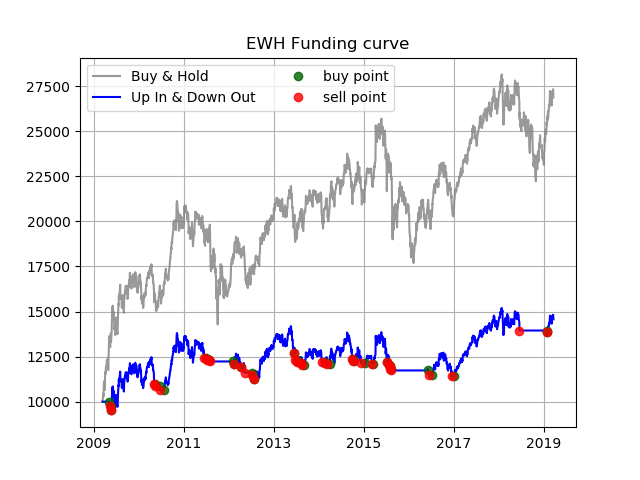 EWH Funding curve
Buy & Hold
Up In & Down Out
buy point
sell point
27500
25000
22500
20000
17500
15000
12500
10000
2009 2011 2013 2015 2017 2019